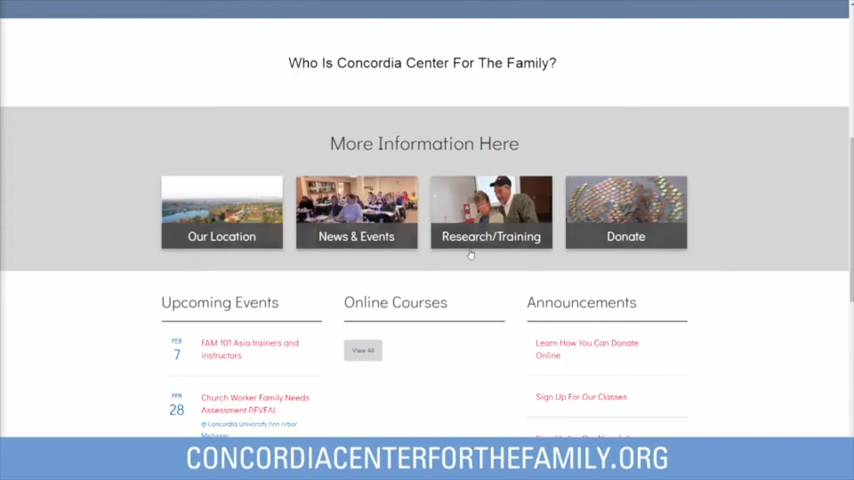 Who Is Concordia Center For The Family?
More Information Here
Our Location
News & Events
Research/Training
Donate
Upcoming Events
Online Courses
Announcements
FEB
7
FAM 101 Asia trainers and
instructors
View All
Learn How You Can Donate
Online
FEB
28
Church Worker Family Needs
Assessment REVEAL
@ Concordia University Ann Arbor
Michigan
Sign Up For Our Classes
CONCORDIACENTERFORTHEFAMILY.ORG